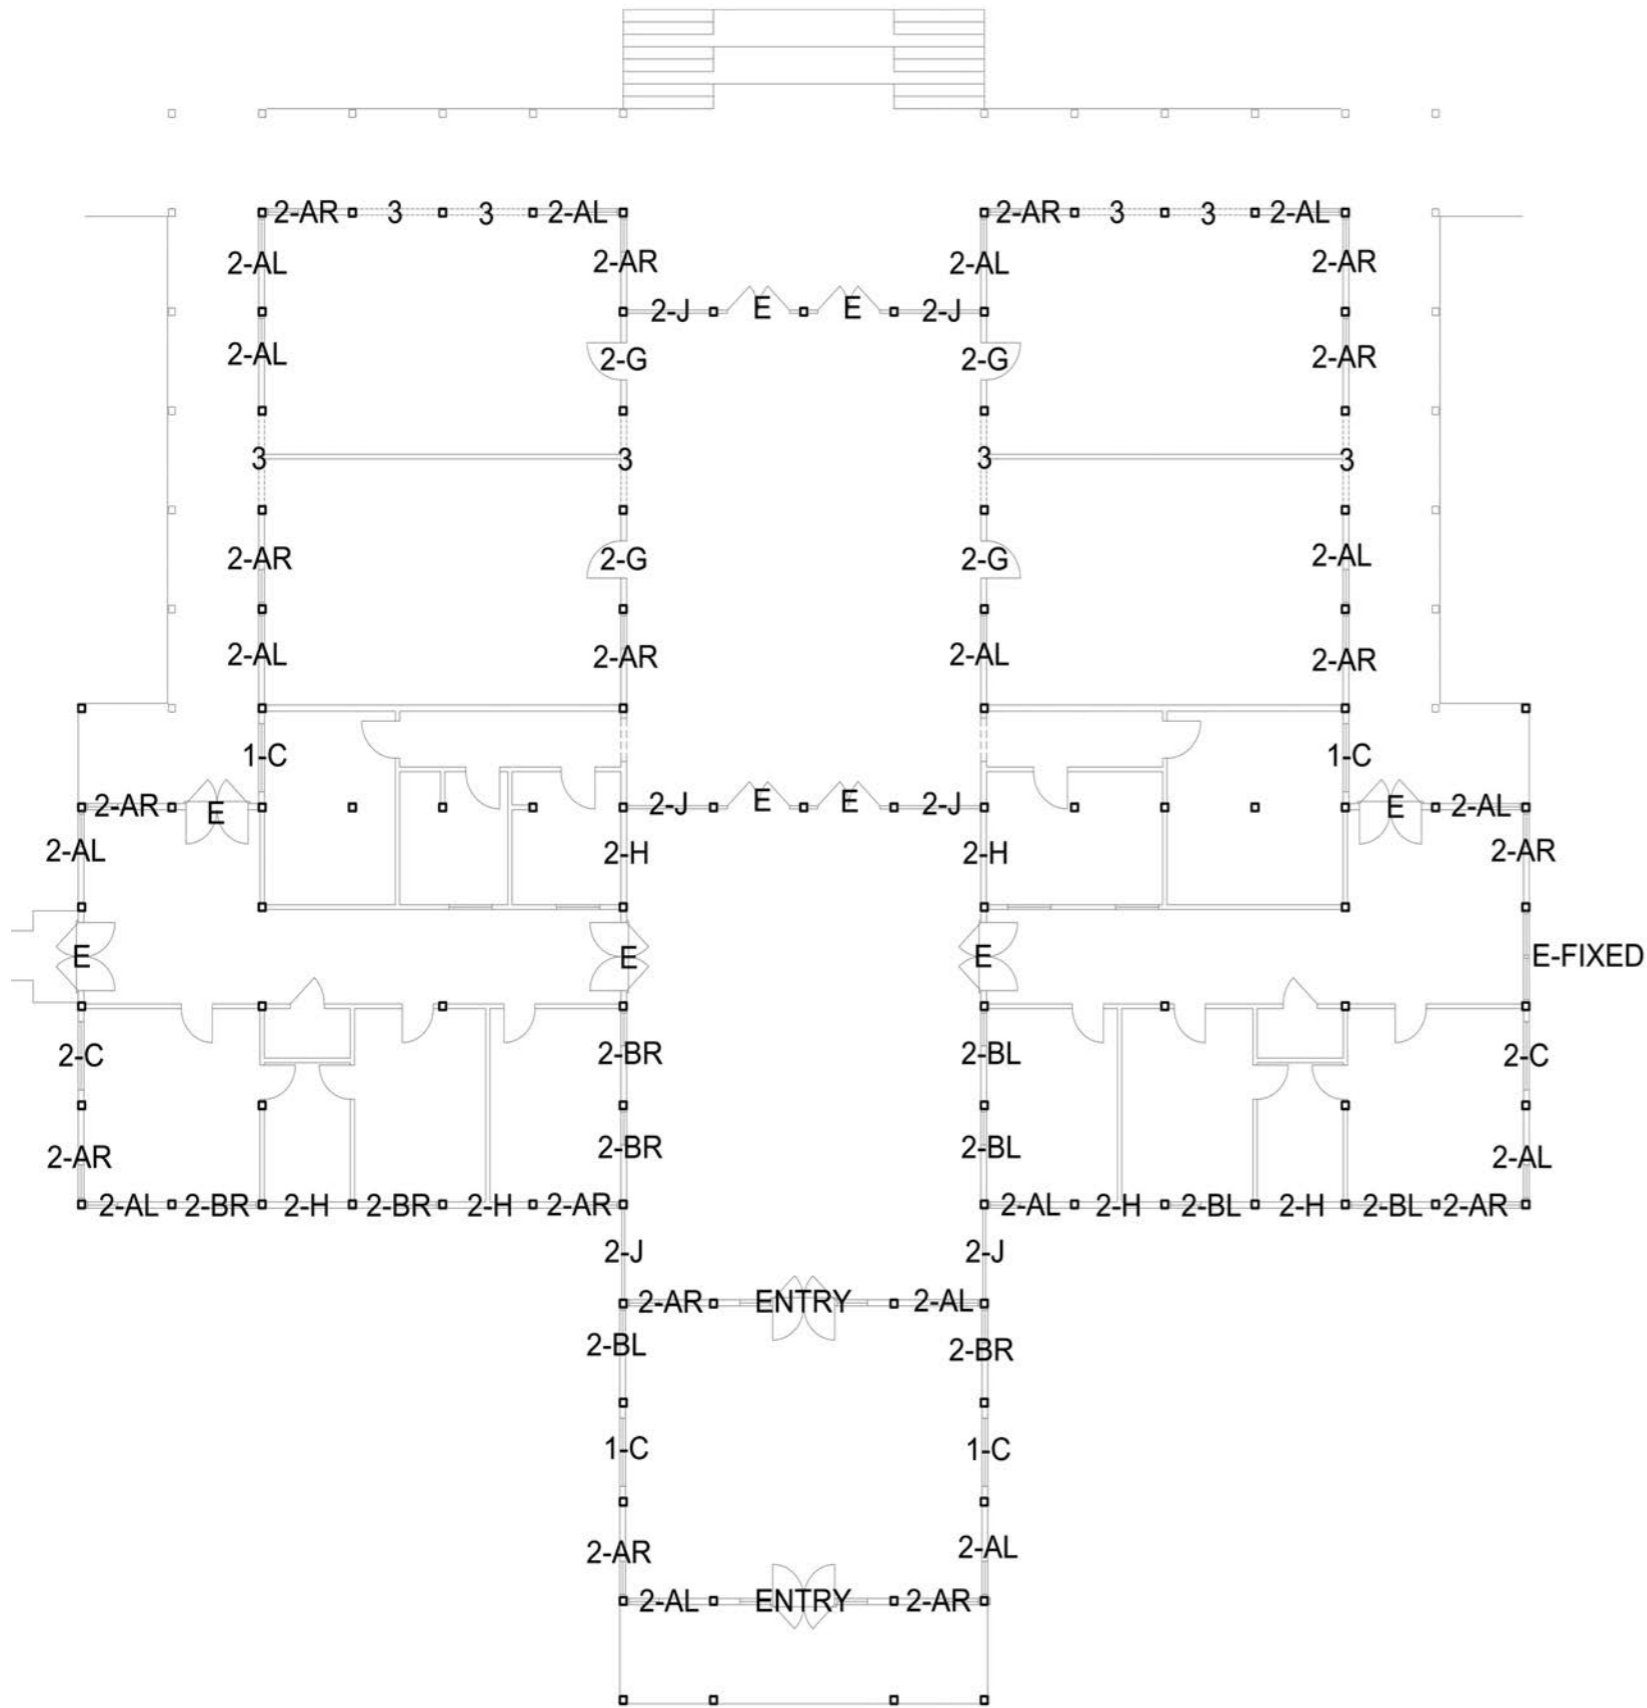 2-AR 3 3 2-AL 2-AR 3 3 2-AL
2-AL 2-AR 2-AL 2-AR
2-J E E 2-J
2-AL 2-G 2-G 2-AR
3 3 3 3
2-AR 2-G 2-G 2-AL
2-AL 2-AR 2-AL 2-AR
1-C 1-C
2-AR E 2-J E E 2-J E 2-AL
2-AL 2-H 2-H 2-AR
E E E E-FIXED
2-C 2-BR 2-BL 2-C
2-AR 2-BR 2-BL 2-AL
2-AL 2-BR 2-H 2-BR 2-H 2-AR 2-AL 2-H 2-BL 2-H 2-BL 2-AR
2-J 2-J
2-AR ENTRY 2-AL
2-BL 2-BR
1-C 1-C
2-AR 2-AL
2-AL ENTRY 2-AR